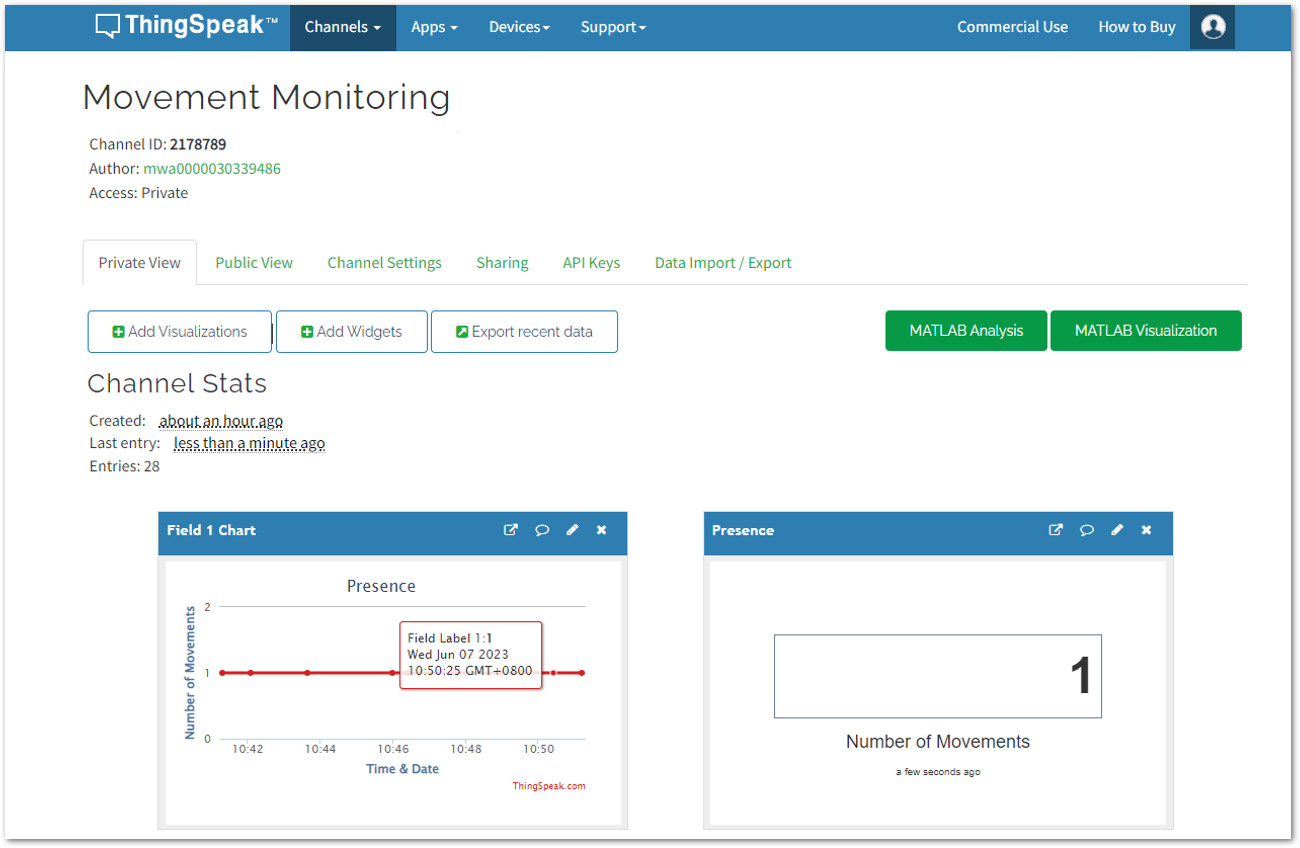 ThingSpeak™ Channels Apps Devices Support Commercial Use How to Buy
Movement Monitoring
Channel ID: 2178789
Author: mwa0000030339486
Access: Private
Private View Public View Channel Settings Sharing API Keys Data Import / Export
Add Visualizations Add Widgets Export recent data MATLAB Analysis MATLAB Visualization
Channel Stats
Created: about an hour ago
Last entry: less than a minute ago
Entries: 28
Field 1 Chart
Presence
Number of Movements
2
1
0
Field Label 1:1
Wed Jun 07 2023
10:50:25 GMT+0800
10:42 10:44 10:46 10:48 10:50
Time & Date
ThingSpeak.com
Presence
1
Number of Movements
a few seconds ago